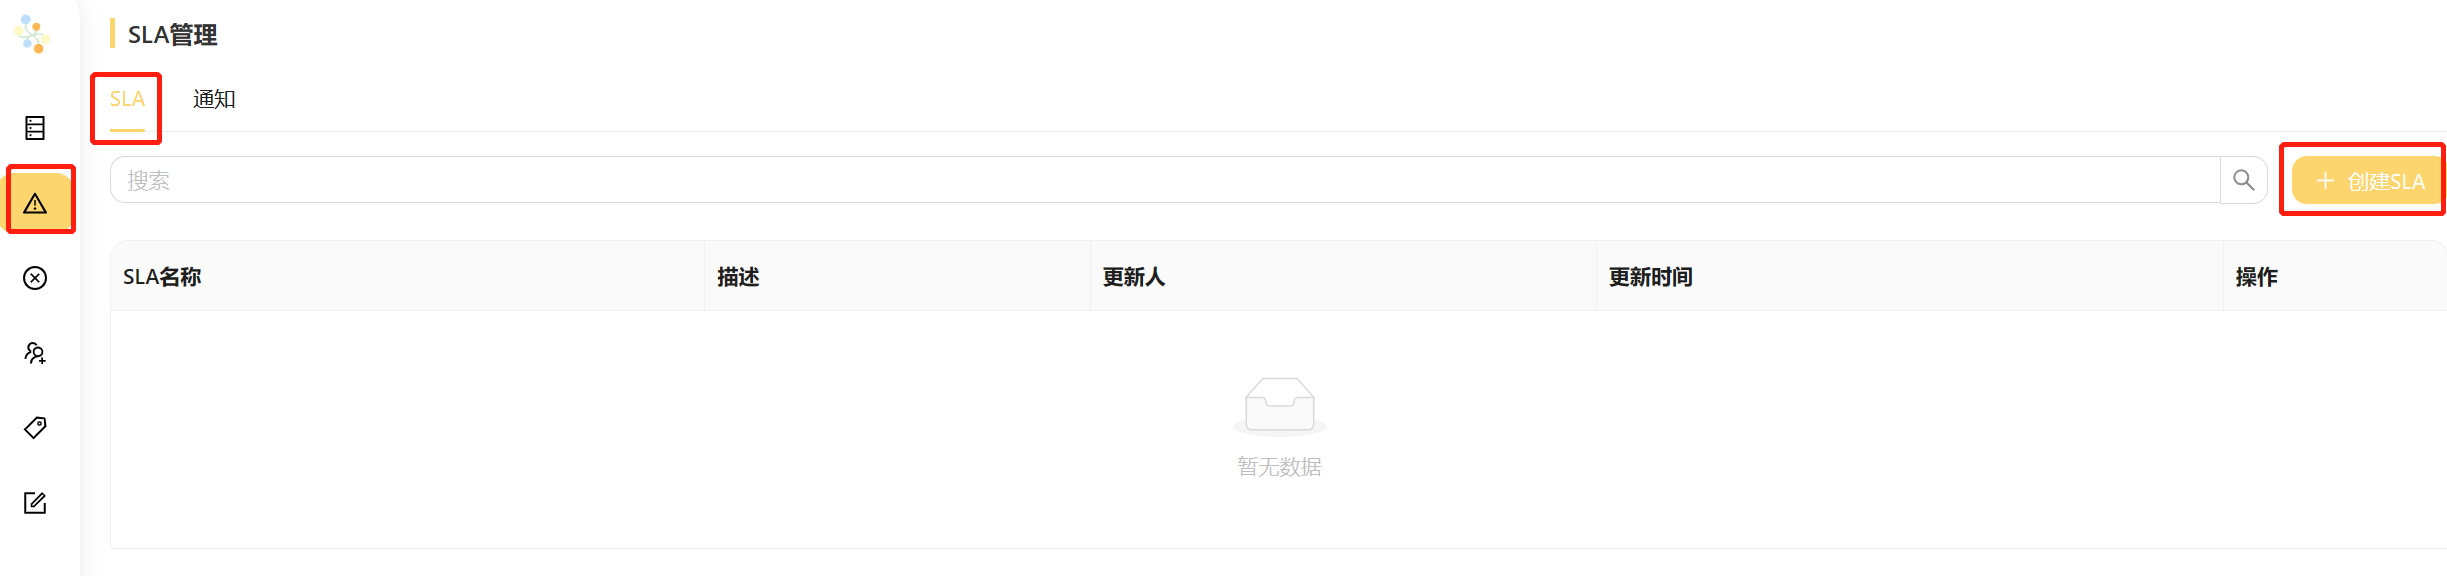 SLA管理
SLA 通知
搜索
创建SLA
SLA名称 描述 更新人 更新时间 操作
暂无数据